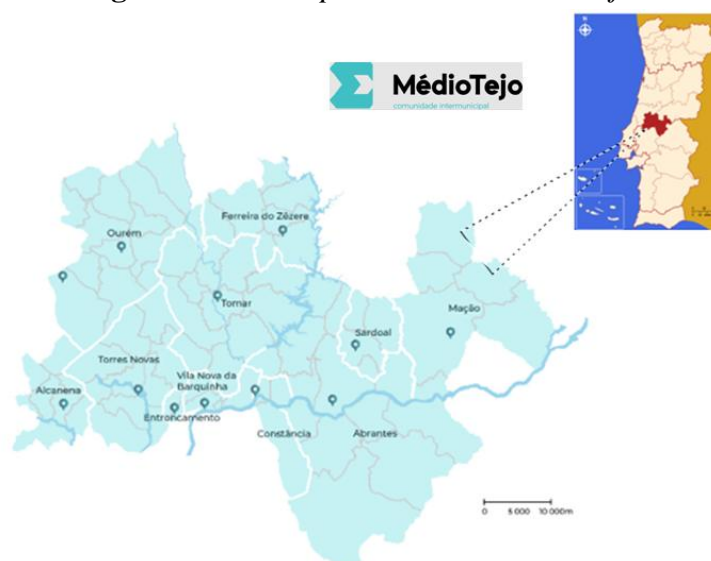 MédioTejo
comunidade intermunicipal
N
Ferreira do Zêzere
Ourém
Tomar
Mação
Sardoal
Torres Novas
Vila Nova da
Barquinha
Alcanena
Entroncamento
Constância
Abrantes
0 5 000 10 000m